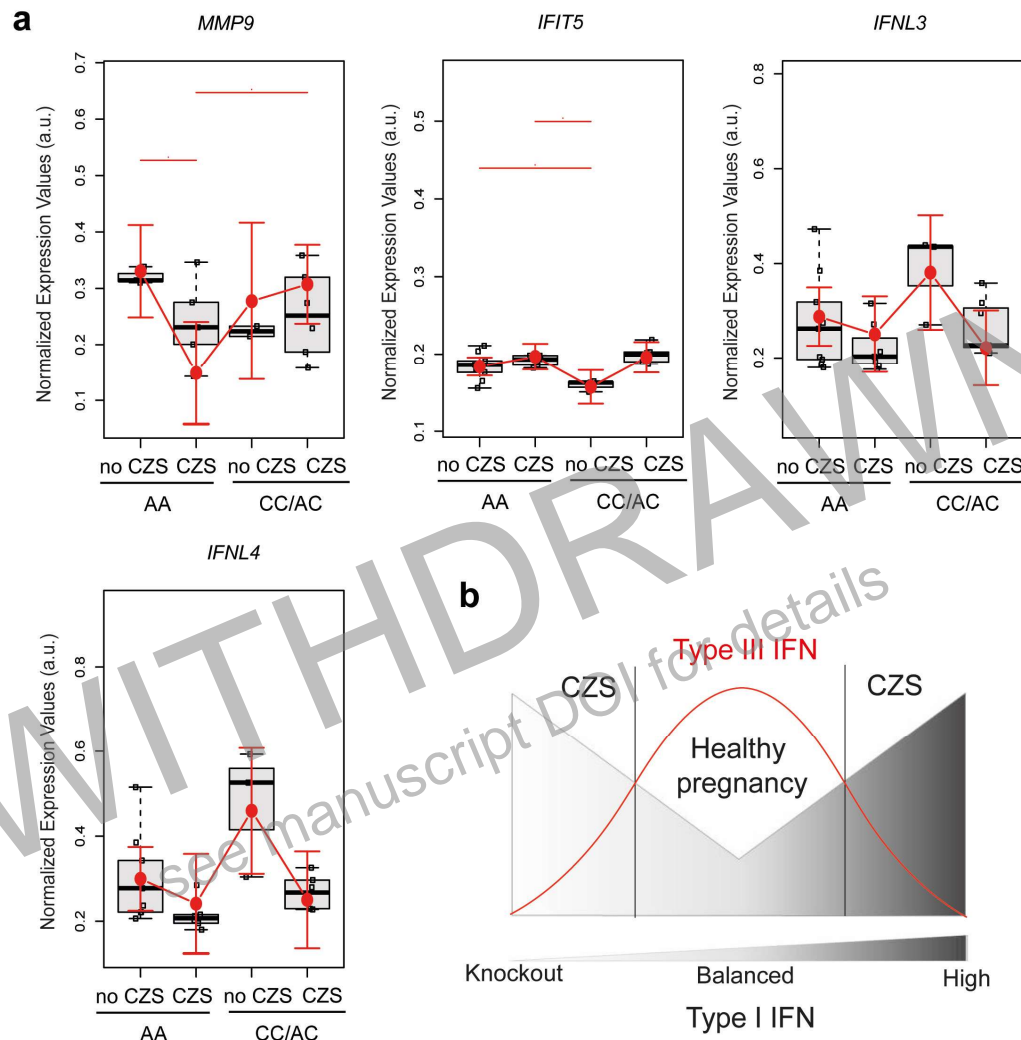 a
MMP9
IFIT5
IFNL3
Normalized Expression Values (a.u.)
0.7
0.6
0.5
0.4
0.3
0.2
0.1
no CZS CZS no CZS CZS
AA CC/AC
Normalized Expression Values (a.u.)
0.5
0.4
0.3
0.2
0.1
no CZS CZS no CZS CZS
AA CC/AC
Normalized Expression Values (a.u.)
0.8
0.6
0.4
0.2
no CZS CZS no CZS CZS
AA CC/AC
IFNL4
Normalized Expression Values (a.u.)
0.8
0.6
0.4
0.2
no CZS CZS no CZS CZS
AA CC/AC
b
Type III IFN
CZS
CZS
Healthy
pregnancy
Knockout
Balanced
High
Type I IFN
WITHDRAWN
see manuscript DOI for details